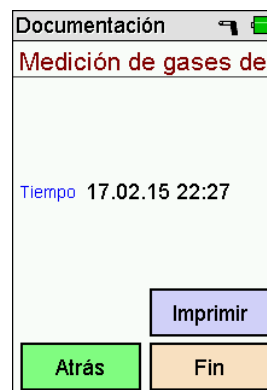 Documentación
Medición de gases de
Tiempo 17.02.15 22:27
Imprimir
Atrás Fin